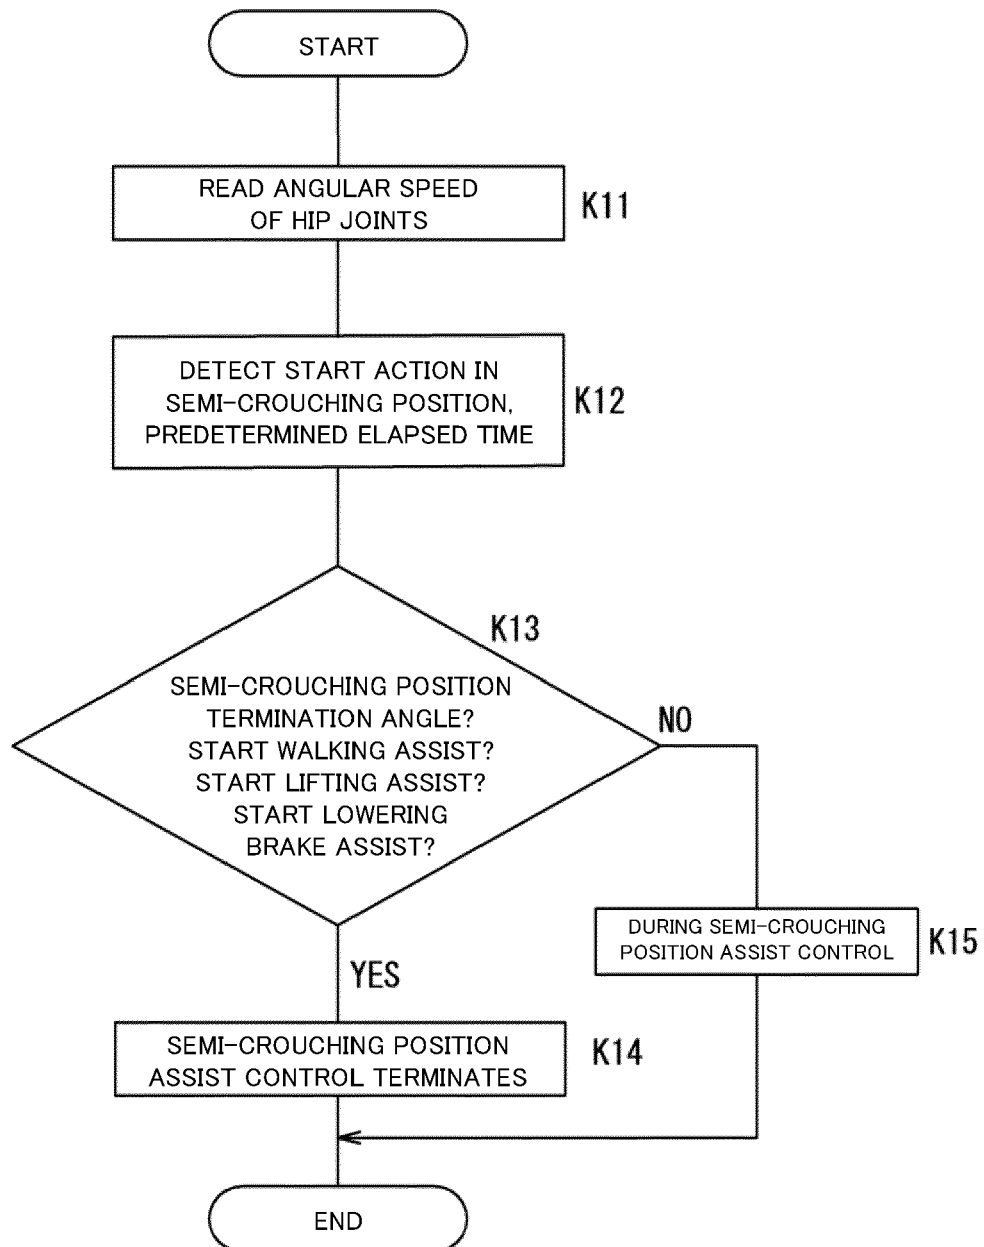 START
READ ANGULAR SPEED
OF HIP JOINTS
K11
DETECT START ACTION IN
SEMI-CROUCHING POSITION,
PREDETERMINED ELAPSED TIME
K12
K13
SEMI-CROUCHING POSITION
TERMINATION ANGLE?
START WALKING ASSIST?
START LIFTING ASSIST?
START LOWERING
BRAKE ASSIST?
NO
DURING SEMI-CROUCHING
POSITION ASSIST CONTROL
K15
YES
SEMI-CROUCHING POSITION
ASSIST CONTROL TERMINATES
K14
END